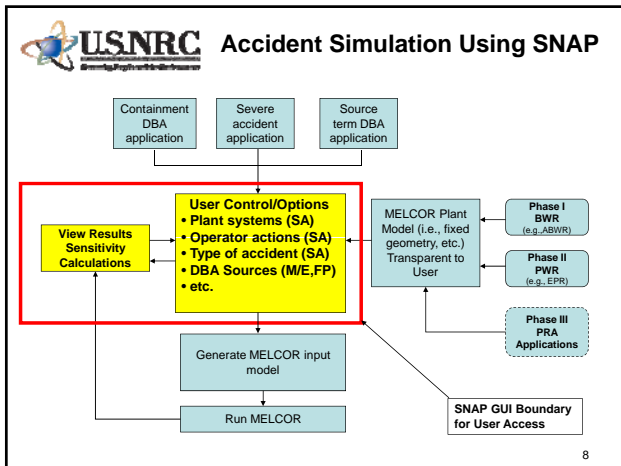 U.S.NRC
Accident Simulation Using SNAP
Containment
DBA
application
Severe
accident
application
Source
term DBA
application
User Control/Options
• Plant systems (SA)
• Operator actions (SA)
• Type of accident (SA)
• DBA Sources (M/E,FP)
• etc.
View Results
Sensitivity
Calculations
MELCOR Plant
Model (i.e., fixed
geometry, etc.)
Transparent to
User
Phase I
BWR
(e.g.,ABWR)
Phase II
PWR
(e.g., EPR)
Phase III
PRA
Applications
Generate MELCOR input
model
Run MELCOR
SNAP GUI Boundary
for User Access
8